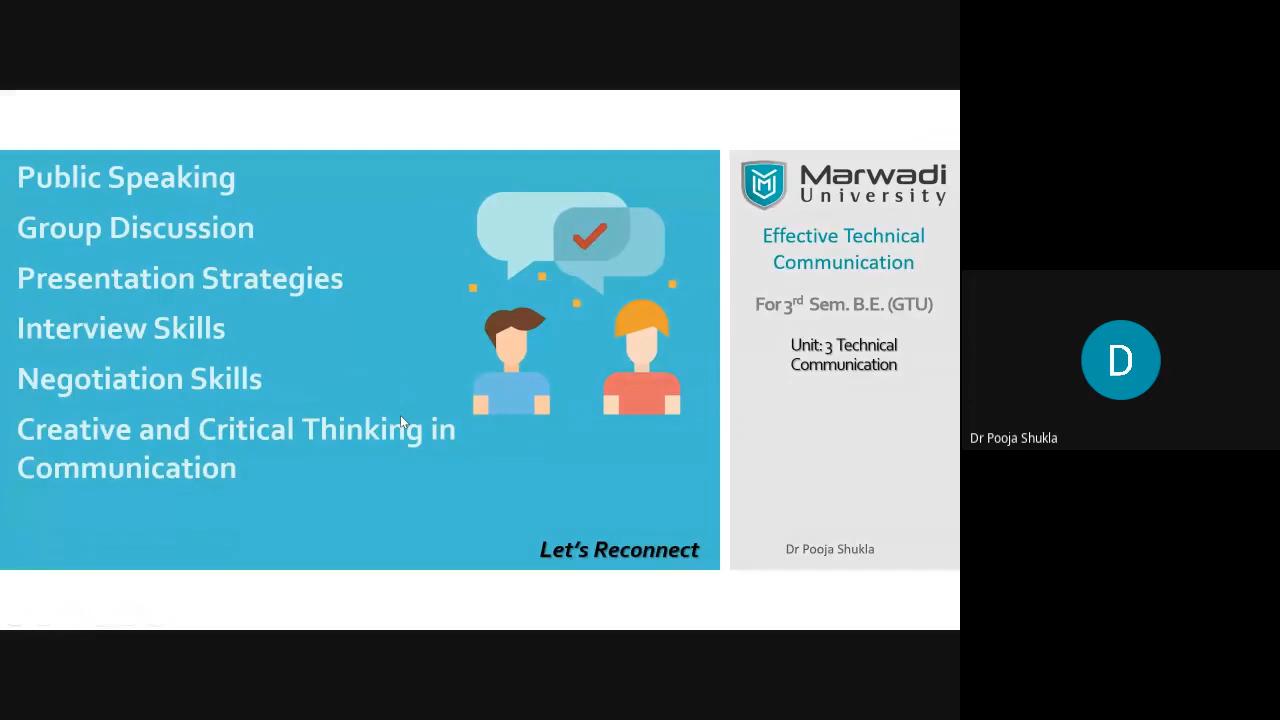 Public Speaking
Group Discussion
Presentation Strategies
Interview Skills
Negotiation Skills
Creative and Critical Thinking in
Communication
Let's Reconnect
Marwadi
University
Effective Technical
Communication
For 3rd Sem. B.E. (GTU)
Unit: 3 Technical
Communication
Dr Pooja Shukla
D
Dr Pooja Shukla